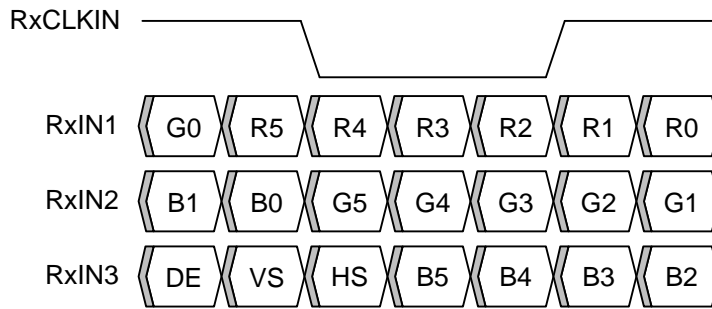 RxCLKIN
RxIN1 G0 R5 R4 R3 R2 R1 R0
RxIN2 B1 B0 G5 G4 G3 G2 G1
RxIN3 DE VS HS B5 B4 B3 B2